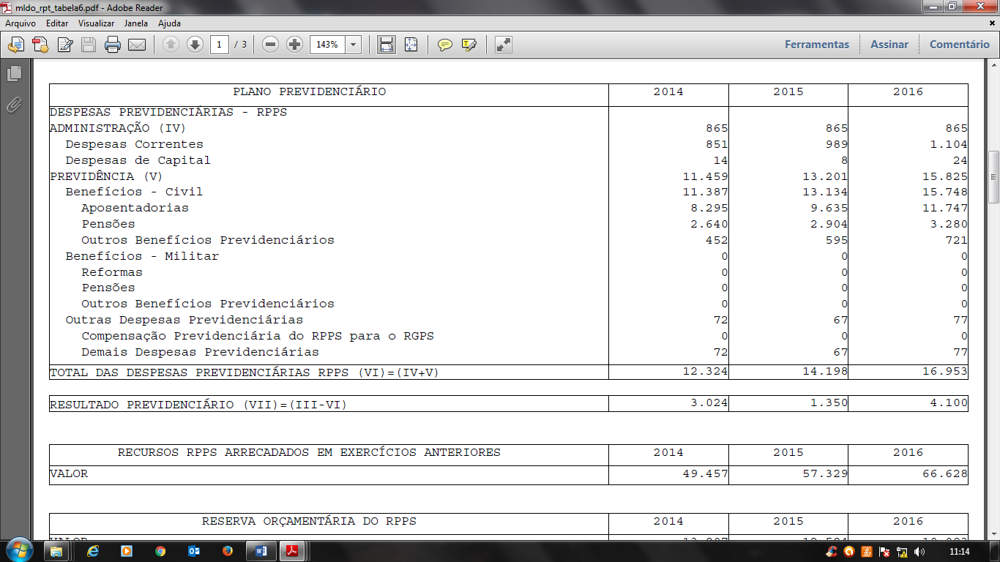 mldo_rpt_tabela6.pdf - Adobe Reader
Arquivo Editar Visualizar Janela Ajuda
1 / 3 143% Ferramentas Assinar Comentário
PLANO PREVIDENCIÁRIO 2014 2015 2016
DESPESAS PREVIDENCIÁRIAS - RPPS
ADMINISTRAÇÃO (IV) 865 865 865
Despesas Correntes 851 989 1.104
Despesas de Capital 14 8 24
PREVIDÊNCIA (V) 11.459 13.201 15.825
Benefícios - Civil 11.387 13.134 15.748
Aposentadorias 8.295 9.635 11.747
Pensões 2.640 2.904 3.280
Outros Benefícios Previdenciários 452 595 721
Benefícios - Militar 0 0 0
Reformas 0 0 0
Pensões 0 0 0
Outros Benefícios Previdenciários 0 0 0
Outras Despesas Previdenciárias 72 67 77
Compensação Previdenciária do RPPS para o RGPS 0 0 0
Demais Despesas Previdenciárias 72 67 77
TOTAL DAS DESPESAS PREVIDENCIÁRIAS RPPS (VI)=(IV+V) 12.324 14.198 16.953
RESULTADO PREVIDENCIÁRIO (VII)=(III-VI) 3.024 1.350 4.100
RECURSOS RPPS ARRECADADOS EM EXERCÍCIOS ANTERIORES 2014 2015 2016
VALOR 49.457 57.329 66.628
RESERVA ORÇAMENTÁRIA DO RPPS 2014 2015 2016
11:14